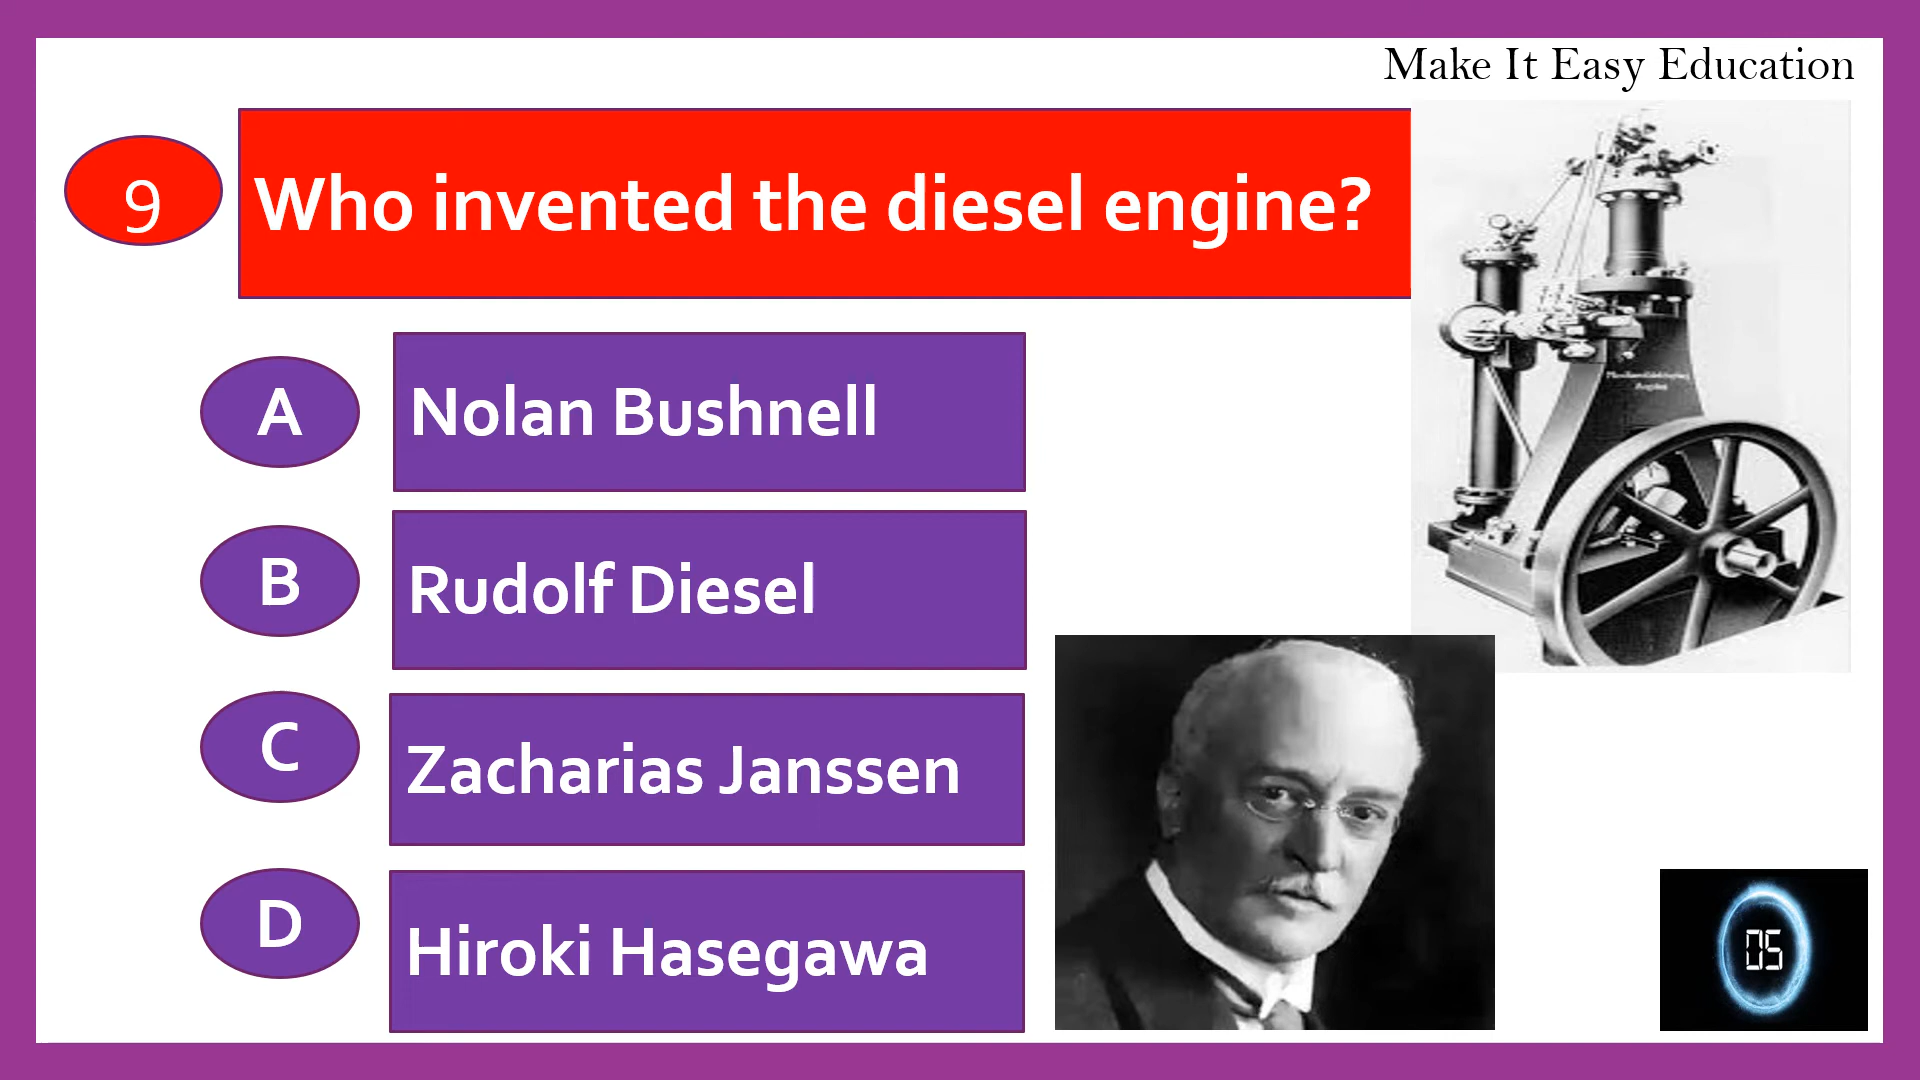 Make It Easy Education
9
Who invented the diesel engine?
A
Nolan Bushnell
B
Rudolf Diesel
C
Zacharias Janssen
D
Hiroki Hasegawa
05